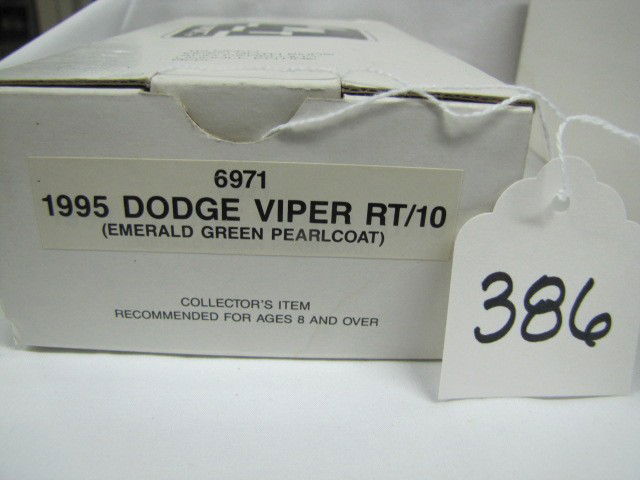 6971
1995 DODGE VIPER RT/10
(EMERALD GREEN PEARLCOAT)
COLLECTOR'S ITEM
RECOMMENDED FOR AGES 8 AND OVER
386